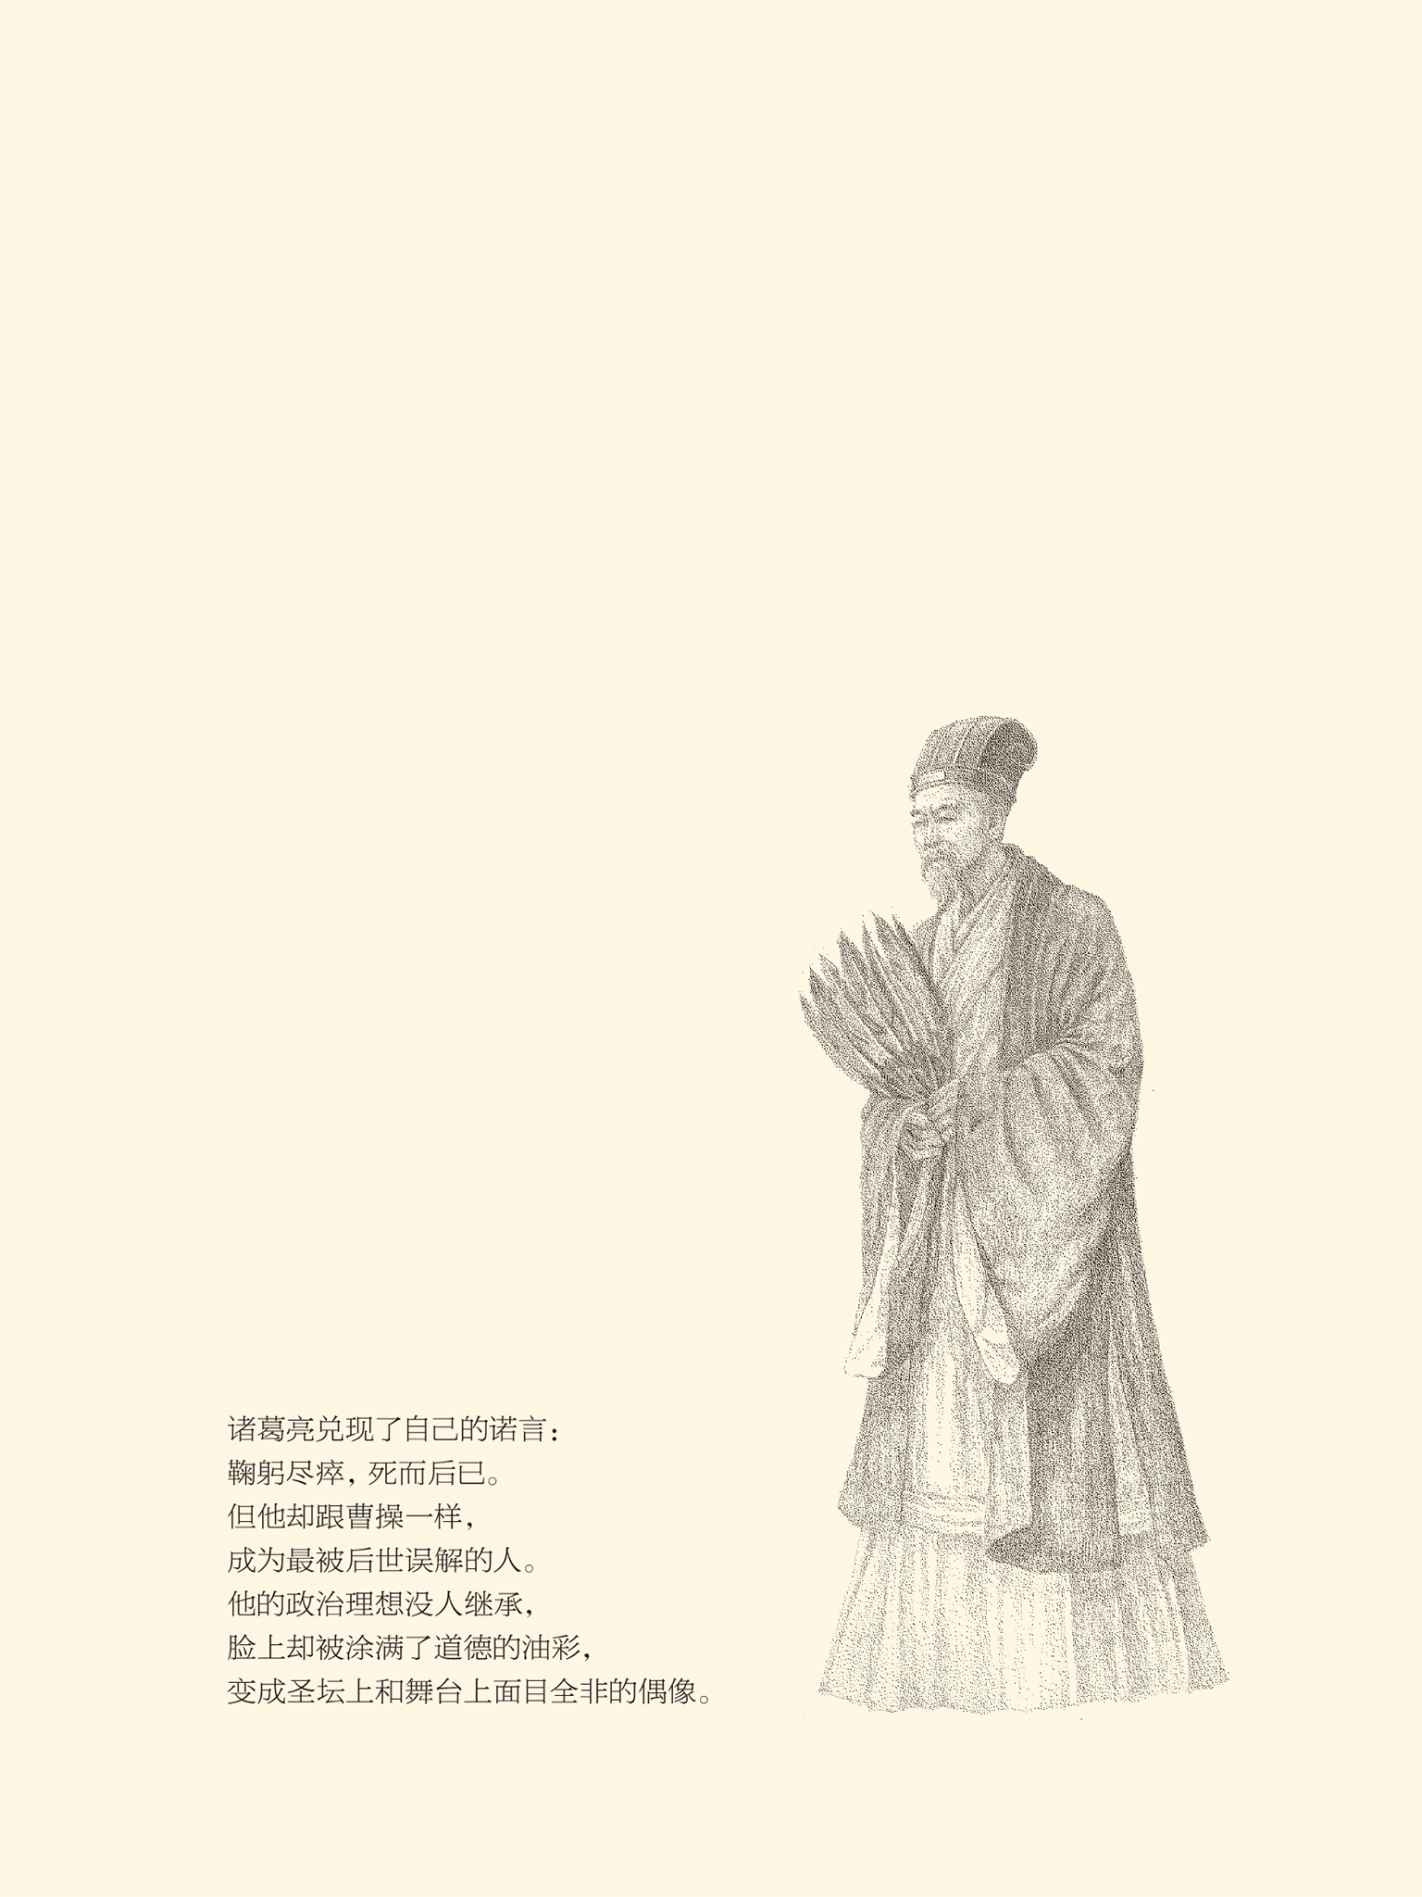 诸葛亮兑现了自己的诺言：
鞠躬尽瘁，死而后已。
但他却跟曹操一样，
成为最被后世误解的人。
他的政治理想没人继承，
脸上却被涂满了道德的油彩，
变成圣坛上和舞台上面目全非的偶像。